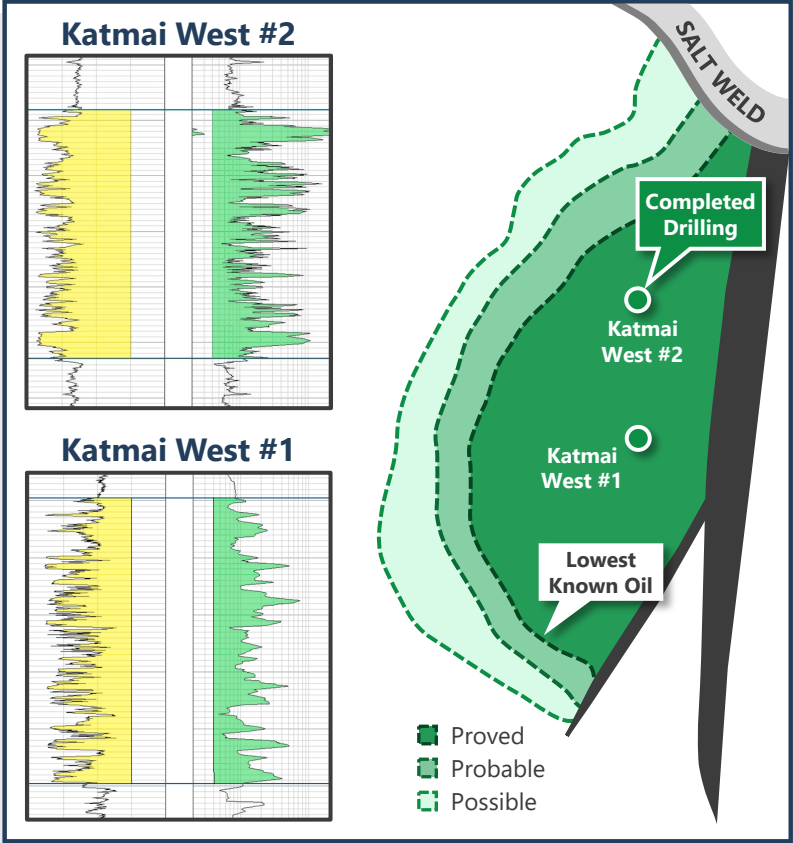 Katmai West #2
Katmai West #1
SALT WELD
Completed
Drilling
Katmai
West #2
Katmai
West #1
Lowest
Known Oil
Proved
Probable
Possible